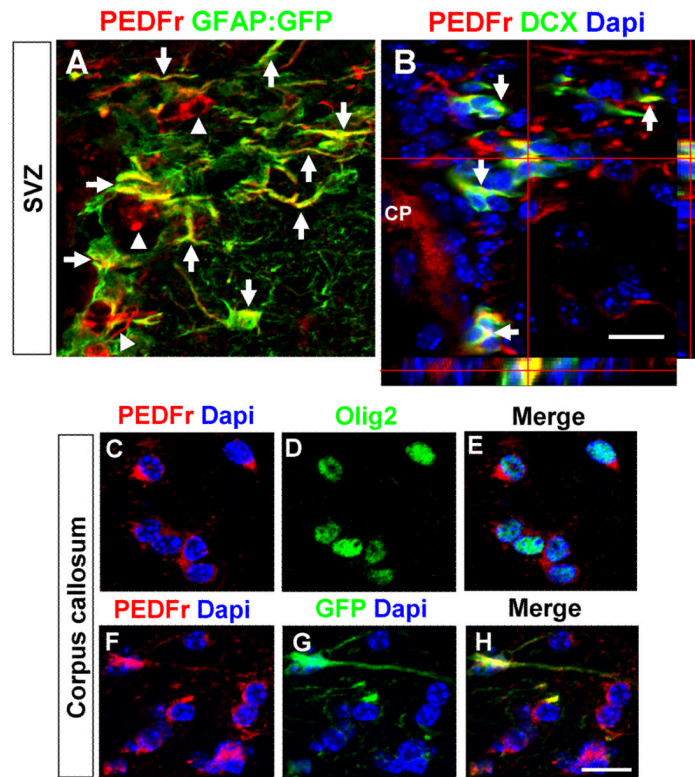 PEDFr GFAP:GFP
PEDFr DCX Dapi
A
B
SVZ
CP
PEDFr Dapi
Olig2
Merge
C
D
E
Corpus callosum
PEDFr Dapi
GFP Dapi
Merge
F
G
H